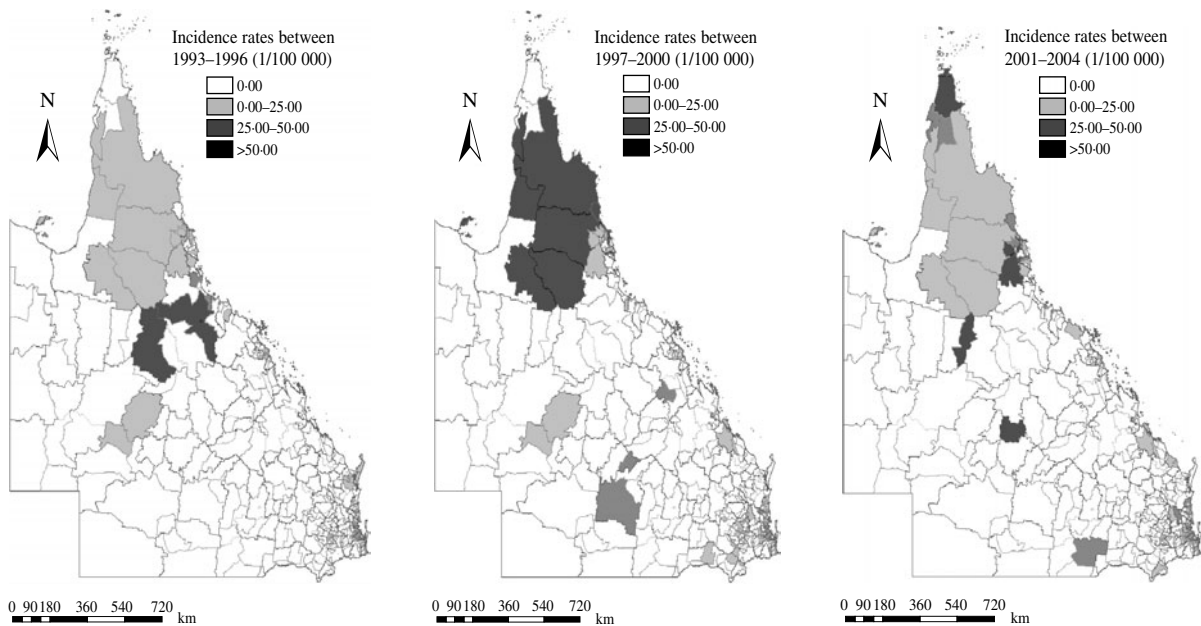 Incidence rates between
1993–1996 (1/100 000)
0·00
0·00–25·00
25·00–50·00
>50·00
N
0 90 180 360 540 720
km
Incidence rates between
1997–2000 (1/100 000)
0·00
0·00–25·00
25·00–50·00
>50·00
N
0 90 180 360 540 720
km
Incidence rates between
2001–2004 (1/100 000)
0·00
0·00–25·00
25·00–50·00
>50·00
N
0 90 180 360 540 720
km